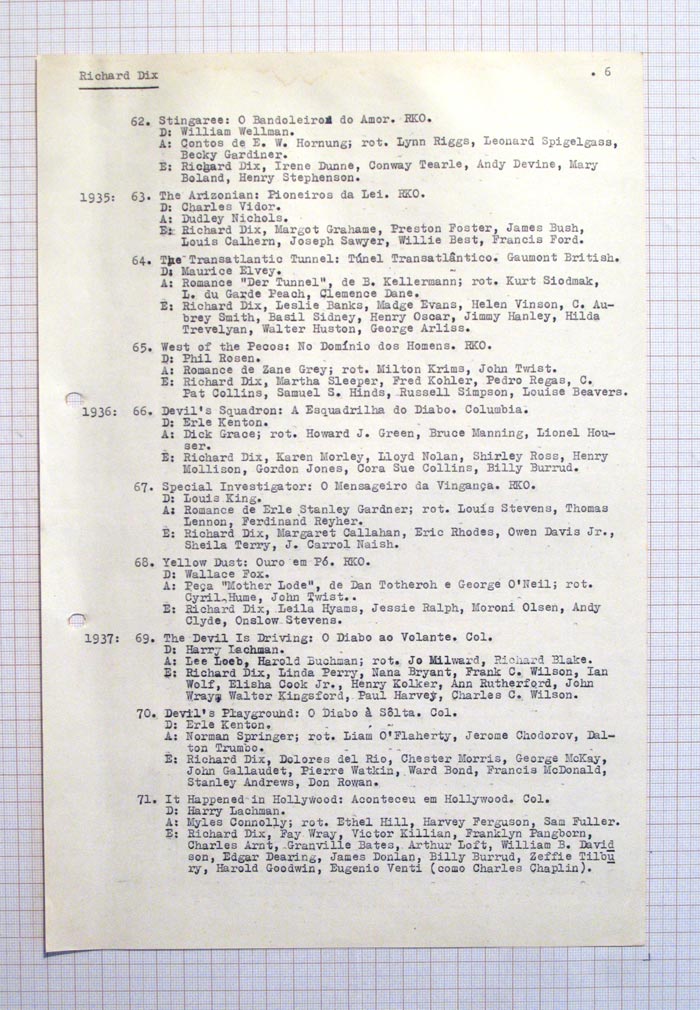 Richard Dix . 6
62. Stingaree: O Bandoleiro do Amor. RKO.
D: William Wellman.
A: Contos de E. W. Hornung; rot. Lynn Riggs, Leonard Spigelgass,
Becky Gardiner.
E: Richard Dix, Irene Dunne, Conway Tearle, Andy Devine, Mary
Boland, Henry Stephenson.
1935: 63. The Arizonian: Pioneiros da Lei. RKO.
D: Charles Vidor.
A: Dudley Nichols.
E: Richard Dix, Margot Grahame, Preston Foster, James Bush,
Louis Calhern, Joseph Sawyer, Willie Best, Francis Ford.
64. The Transatlantic Tunnel: Túnel Transatlântico. Gaumont British.
D: Maurice Elvey.
A: Romance "Der Tunnel", de B. Kellermann; rot. Kurt Siodmak,
L. du Garde Peach, Clemence Dane.
E: Richard Dix, Leslie Banks, Madge Evans, Helen Vinson, C. Au-
brey Smith, Basil Sidney, Henry Oscar, Jimmy Hanley, Hilda
Trevelyan, Walter Huston, George Arliss.
65. West of the Pecos: No Domínio dos Homens. RKO.
D: Phil Rosen.
A: Romance de Zane Grey; rot. Milton Krims, John Twist.
E: Richard Dix, Martha Sleeper, Fred Kohler, Pedro Regas, C.
Pat Collins, Samuel S. Hinds, Russell Simpson, Louise Beavers.
1936: 66. Devil's Squadron: A Esquadrilha do Diabo. Columbia.
D: Erle Kenton.
A: Dick Grace; rot. Howard J. Green, Bruce Manning, Lionel Hou-
ser.
E: Richard Dix, Karen Morley, Lloyd Nolan, Shirley Ross, Henry
Mollison, Gordon Jones, Cora Sue Collins, Billy Burrud.
67. Special Investigator: O Mensageiro da Vingança. RKO.
D: Louis King.
A: Romance de Erle Stanley Gardner; rot. Louis Stevens, Thomas
Lennon, Ferdinand Reyher.
E: Richard Dix, Margaret Callahan, Eric Rhodes, Owen Davis Jr.,
Sheila Terry, J. Carrol Naish.
68. Yellow Dust: Ouro em Pó. RKO.
D: Wallace Fox.
A: Peça "Mother Lode", de Dan Totheroh e George O'Neil; rot.
Cyril Hume, John Twist..
E: Richard Dix, Leila Hyams, Jessie Ralph, Moroni Olsen, Andy
Clyde, Onslow Stevens.
1937: 69. The Devil Is Driving: O Diabo ao Volante. Col.
D: Harry Lachman.
A: Lee Loeb, Harold Buchman; rot. Jo Milward, Richard Blake.
E: Richard Dix, Linda Perry, Nana Bryant, Frank C. Wilson, Ian
Wolf, Elisha Cook Jr., Henry Kolker, Ann Rutherford, John
Wray, Walter Kingsford, Paul Harvey, Charles C. Wilson.
70. Devil's Playground: O Diabo à Sôlta. Col.
D: Erle Kenton.
A: Norman Springer; rot. Liam O'Flaherty, Jerome Chodorov, Dal-
ton Trumbo.
E: Richard Dix, Dolores del Rio, Chester Morris, George McKay,
John Gallaudet, Pierre Watkin, Ward Bond, Francis McDonald,
Stanley Andrews, Don Rowan.
71. It Happened in Hollywood: Aconteceu em Hollywood. Col.
D: Harry Lachman.
A: Myles Connolly; rot. Ethel Hill, Harvey Ferguson, Sam Fuller.
E: Richard Dix, Fay Wray, Victor Killian, Franklyn Pangborn,
Charles Arnt, Granville Bates, Arthur Loft, William B. David
son, Edgar Dearing, James Donlan, Billy Burrud, Zeffie Tilbu
ry, Harold Goodwin, Eugenio Venti (como Charles Chaplin).